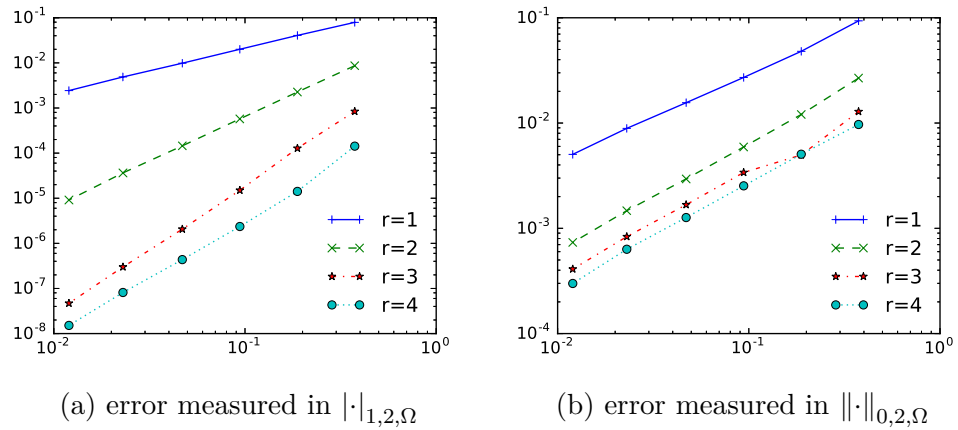 10^{-1}
10^{-2}
10^{-3}
10^{-4}
10^{-5}
10^{-6}
10^{-7}
10^{-8}
10^{-2}
10^{-1}
10^{0}
r=1
r=2
r=3
r=4
(a) error measured in |·|_{1,2,Ω}
10^{-1}
10^{-2}
10^{-3}
10^{-4}
10^{-2}
10^{-1}
10^{0}
r=1
r=2
r=3
r=4
(b) error measured in ‖·‖_{0,2,Ω}